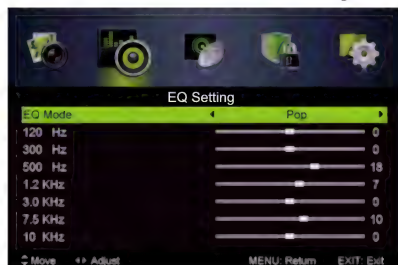 EQ Setting
EQ Mode Pop
120 Hz 0
300 Hz 0
500 Hz 18
1.2 KHz 7
3.0 KHz 0
7.5 KHz 10
10 KHz 0
Move Adjust MENU: Return EXIT: Exit